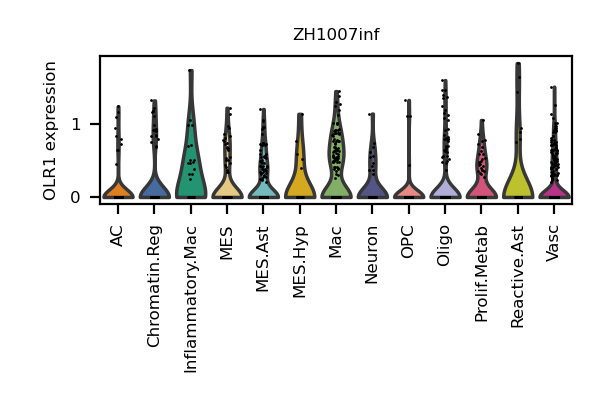 ZH1007inf
OLR1 expression
1
0
AC
Chromatin.Reg
Inflammatory.Mac
MES
MES.Ast
MES.Hyp
Mac
Neuron
OPC
Oligo
Prolif.Metab
Reactive.Ast
Vasc